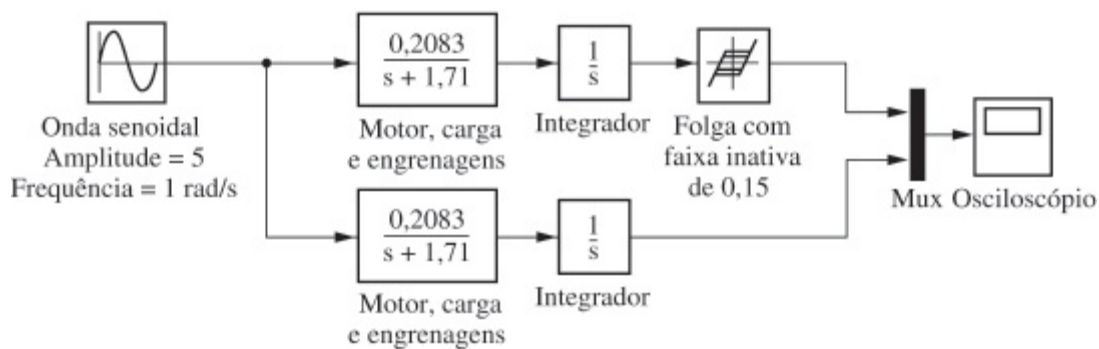 0,2083
s + 1,71
1
s
Onda senoidal
Amplitude = 5
Frequência = 1 rad/s
Motor, carga
e engrenagens
Integrador
Folga com
faixa inativa
de 0,15
Mux
Osciloscópio
0,2083
s + 1,71
1
s
Motor, carga
e engrenagens
Integrador